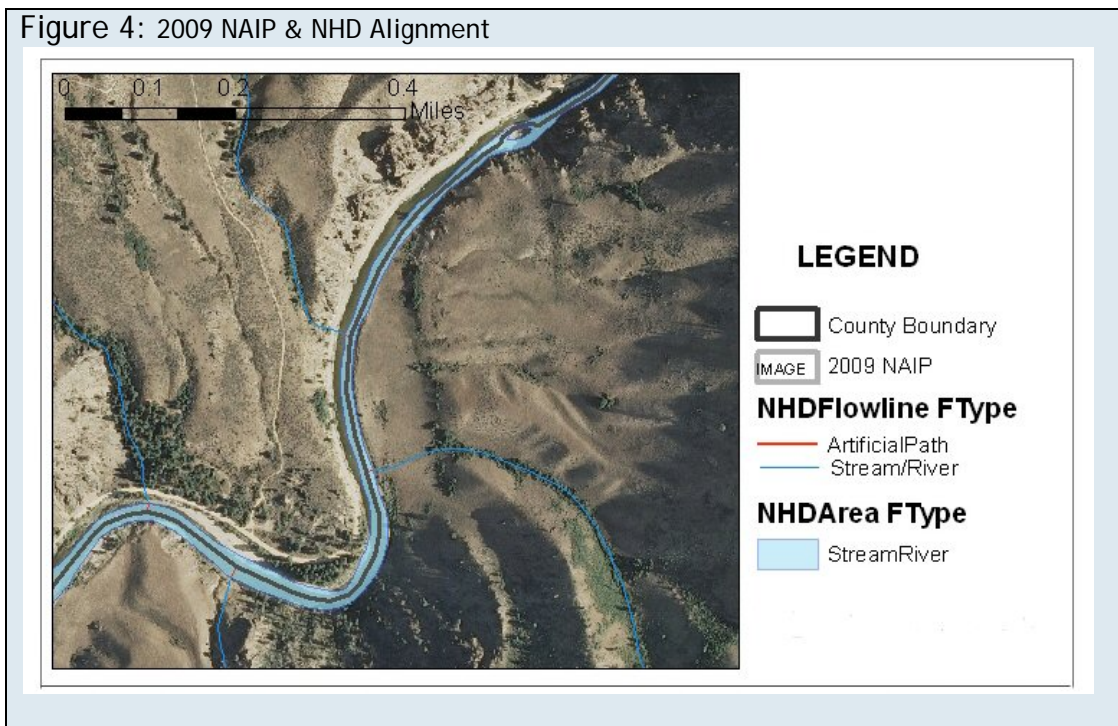 Figure 4: 2009 NAIP & NHD Alignment
0 0.1 0.2 0.4
Miles
LEGEND
County Boundary
IMAGE 2009 NAIP
NHDFlowline FType
ArtificialPath
Stream/River
NHDArea FType
StreamRiver